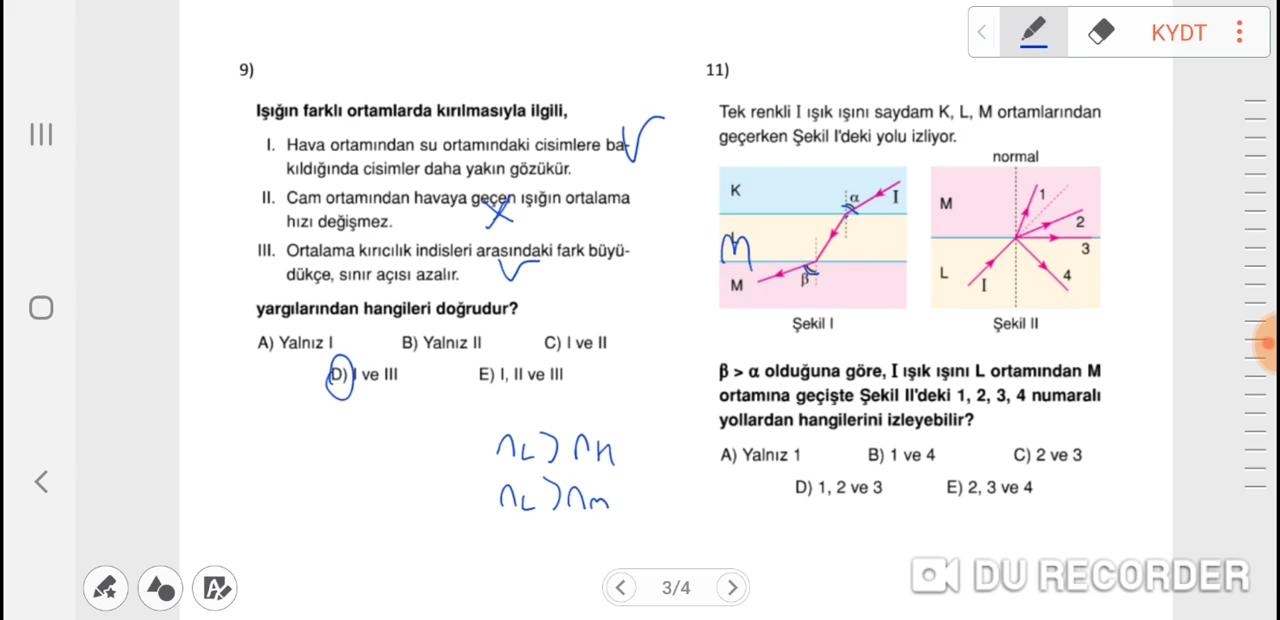 KYDT
9)
Işığın farklı ortamlarda kırılmasıyla ilgili,
I. Hava ortamından su ortamındaki cisimlere ba-
kıldığında cisimler daha yakın gözükür.
II. Cam ortamından havaya geçen ışığın ortalama
hızı değişmez.
III. Ortalama kırıcılık indisleri arasındaki fark büyü-
dükçe, sınır açısı azalır.
yargılarından hangileri doğrudur?
A) Yalnız I B) Yalnız II C) I ve II
D) I ve III E) I, II ve III
nL > nK
nL > nM
11)
Tek renkli I ışık ışını saydam K, L, M ortamlarından
geçerken Şekil I'deki yolu izliyor.
K
α
I
M
β
M
Şekil I
normal
M
1
2
3
L
I
4
Şekil II
β > α olduğuna göre, I ışık ışını L ortamından M
ortamına geçişte Şekil II'deki 1, 2, 3, 4 numaralı
yollardan hangilerini izleyebilir?
A) Yalnız 1 B) 1 ve 4 C) 2 ve 3
D) 1, 2 ve 3 E) 2, 3 ve 4
3/4
DU RECORDER